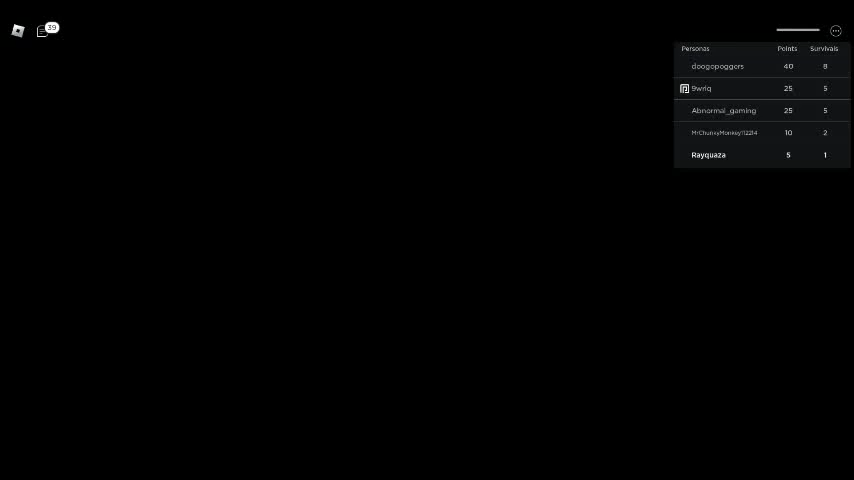 39
Personas Points Survivals
doogopoggers 40 8
9wriq 25 5
Abnormal_gaming 25 5
MrChunkyMonkey112214 10 2
Rayquaza 5 1